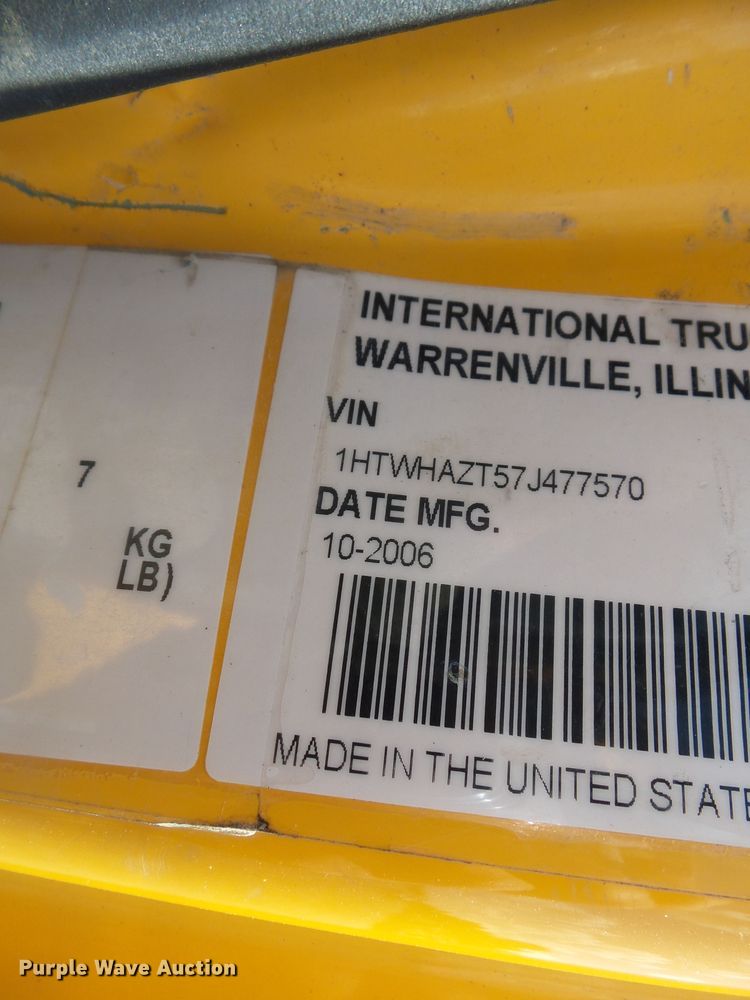 INTERNATIONAL TRU
WARRENVILLE, ILLIN
VIN
1HTWHAZT57J477570
DATE MFG.
10-2006
7
KG
LB)
MADE IN THE UNITED STATE
Purple Wave Auction